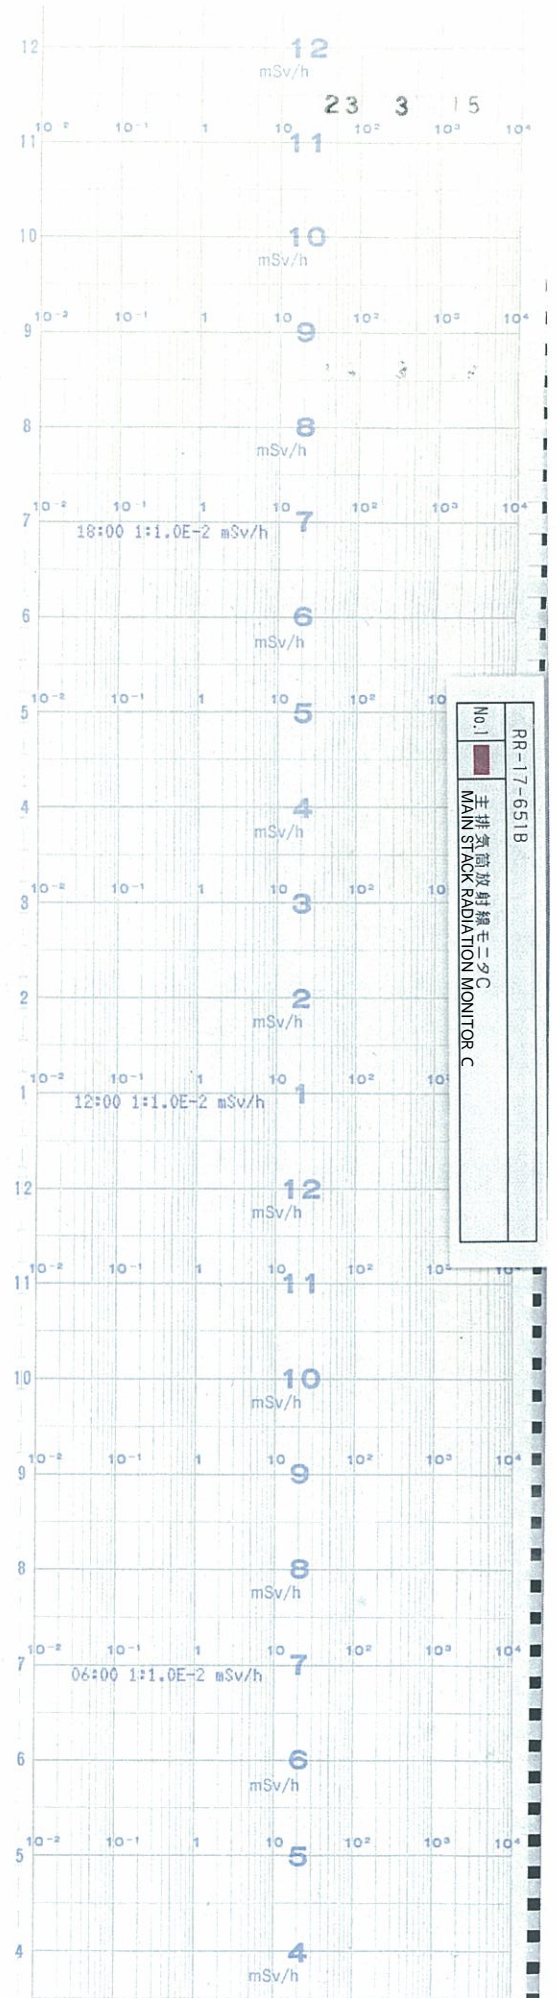 12 12
mSv/h
23 3 15
10⁻² 10⁻¹ 1 10 10² 10³ 10⁴
11 11
10 10
mSv/h
10⁻² 10⁻¹ 1 10 10² 10³ 10⁴
9 9
8 8
mSv/h
10⁻² 10⁻¹ 1 10 10² 10³ 10⁴
7 7
18:00 1:1.0E-2 mSv/h
6 6
mSv/h
10⁻² 10⁻¹ 1 10 10² 10
5 5
4 4
mSv/h
10⁻² 10⁻¹ 1 10 10² 10
3 3
2 2
mSv/h
10⁻² 10⁻¹ 1 10 10² 10
1 1
12:00 1:1.0E-2 mSv/h
12 12
mSv/h
10⁻² 10⁻¹ 1 10 10² 10³ 10⁴
11 11
10 10
mSv/h
10⁻² 10⁻¹ 1 10 10² 10³ 10⁴
9 9
8 8
mSv/h
10⁻² 10⁻¹ 1 10 10² 10³ 10⁴
7 7
06:00 1:1.0E-2 mSv/h
6 6
mSv/h
10⁻² 10⁻¹ 1 10 10² 10³ 10⁴
5 5
4 4
mSv/h
RR-17-651B
No.1
主排気筒放射線モニタC
MAIN STACK RADIATION MONITOR C